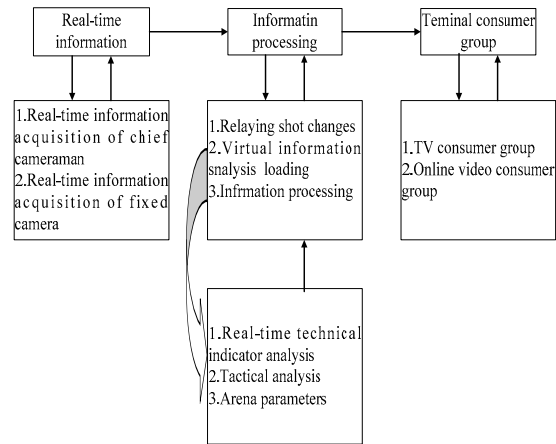 Real-time
information
Informatin
processing
Teminal consumer
group
1.Real-time information
acquisition of chief
cameraman
2.Real-time information
acquisition of fixed
camera
1.Relaying shot changes
2.Virtual information
snalysis loading
3.Infrmation processing
1.TV consumer group
2.Online video consumer
group
1.Real-time technical
indicator analysis
2.Tactical analysis
3.Arena parameters